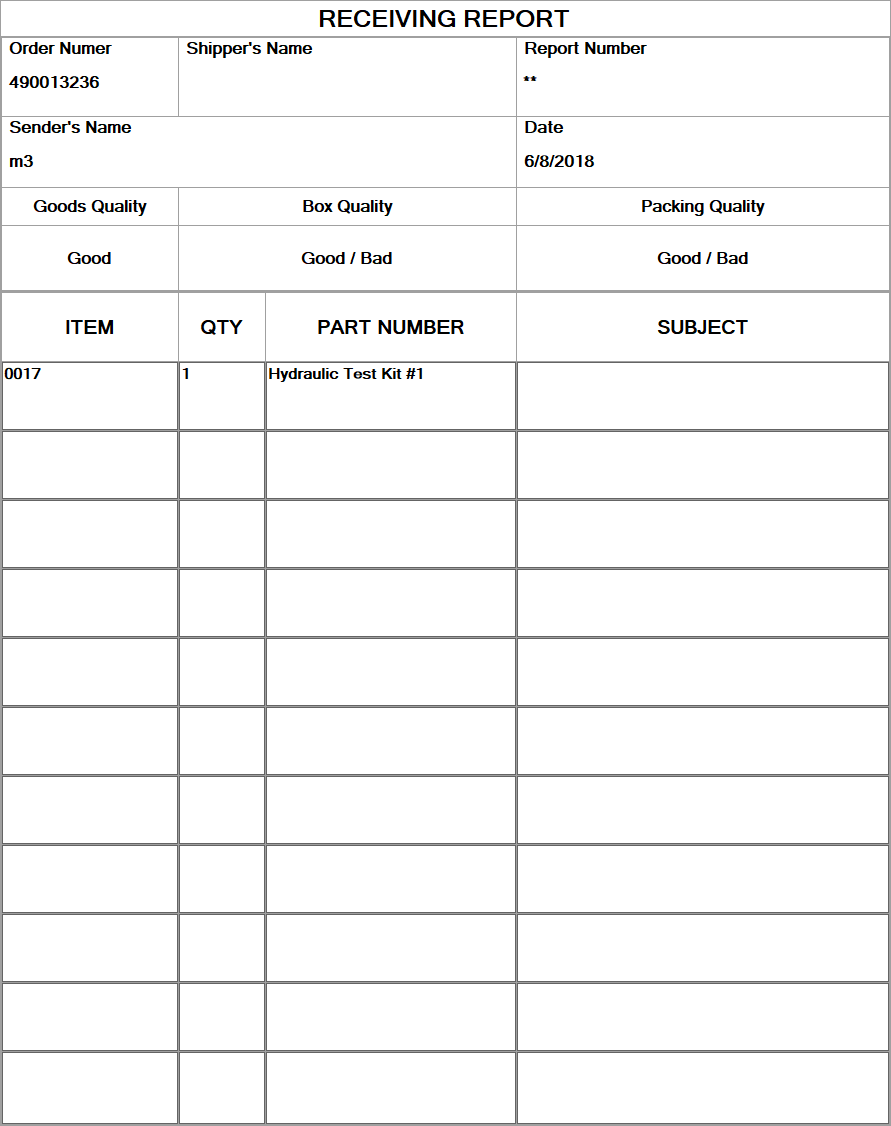 RECEIVING REPORT
Order Numer Shipper's Name Report Number
490013236 **
Sender's Name Date
m3 6/8/2018
Goods Quality Box Quality Packing Quality
Good Good / Bad Good / Bad
ITEM QTY PART NUMBER SUBJECT
0017 1 Hydraulic Test Kit #1